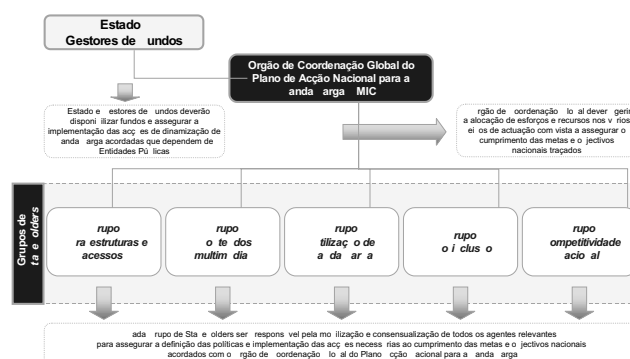 Estado
Gestores de undos
Orgão de Coordenação Global do
Plano de Acção Nacional para a
anda arga MIC
Estado e estores de undos deverão
disponi ilizar fundos e assegurar a
implementação das acç es de dinamização de
anda arga acordadas que dependem de
Entidades Pú licas
rgão de oordenação lo al dever gerir
a alocação de esforços e recursos nos v rios
ei os de actuação com vista a assegurar o
cumprimento das metas e o jectivos
nacionais traçados
Grupos de
ta e olders
rupo
ra estruturas e
acessos
rupo
o te dos
multim dia
rupo
tilizaç o de
a da ar a
rupo
o i cluso o
rupo
ompetitividade
acio al
ada rupo de Sta e olders ser respons vel pela mo ilização e consensualização de todos os agentes relevantes
para assegurar a definição das políticas e implementação das acç es necess rias ao cumprimento das metas e o jectivos nacionais
acordados com o rgão de oordenação lo al do Plano cção acional para a anda arga